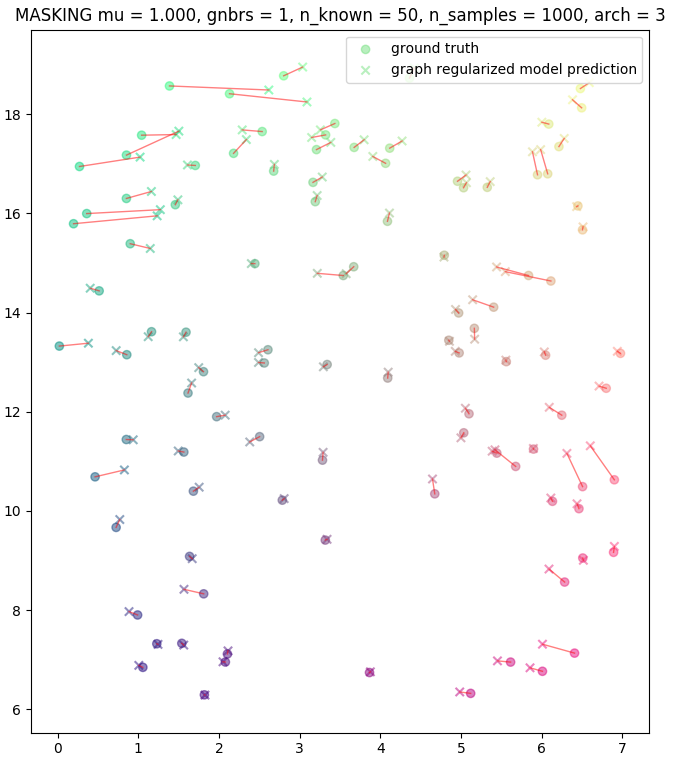 MASKING mu = 1.000, gnbrs = 1, n_known = 50, n_samples = 1000, arch = 3
ground truth
graph regularized model prediction
18
16
14
12
10
8
6
0 1 2 3 4 5 6 7